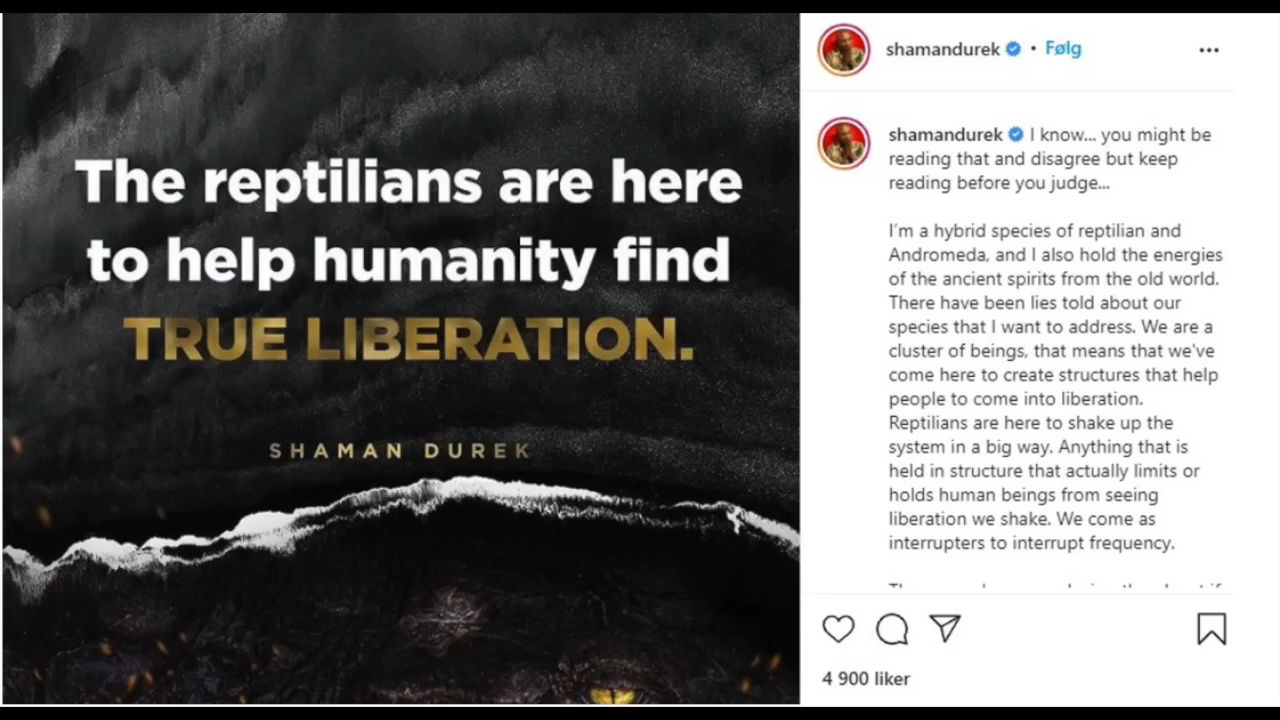 The reptilians are here
to help humanity find
TRUE LIBERATION.
SHAMAN DUREK
shamandurek • Følg
shamandurek I know... you might be
reading that and disagree but keep
reading before you judge...
I'm a hybrid species of reptilian and
Andromeda, and I also hold the energies
of the ancient spirits from the old world.
There have been lies told about our
species that I want to address. We are a
cluster of beings, that means that we've
come here to create structures that help
people to come into liberation.
Reptilians are here to shake up the
system in a big way. Anything that is
held in structure that actually limits or
holds human beings from seeing
liberation we shake. We come as
interrupters to interrupt frequency.
4 900 liker